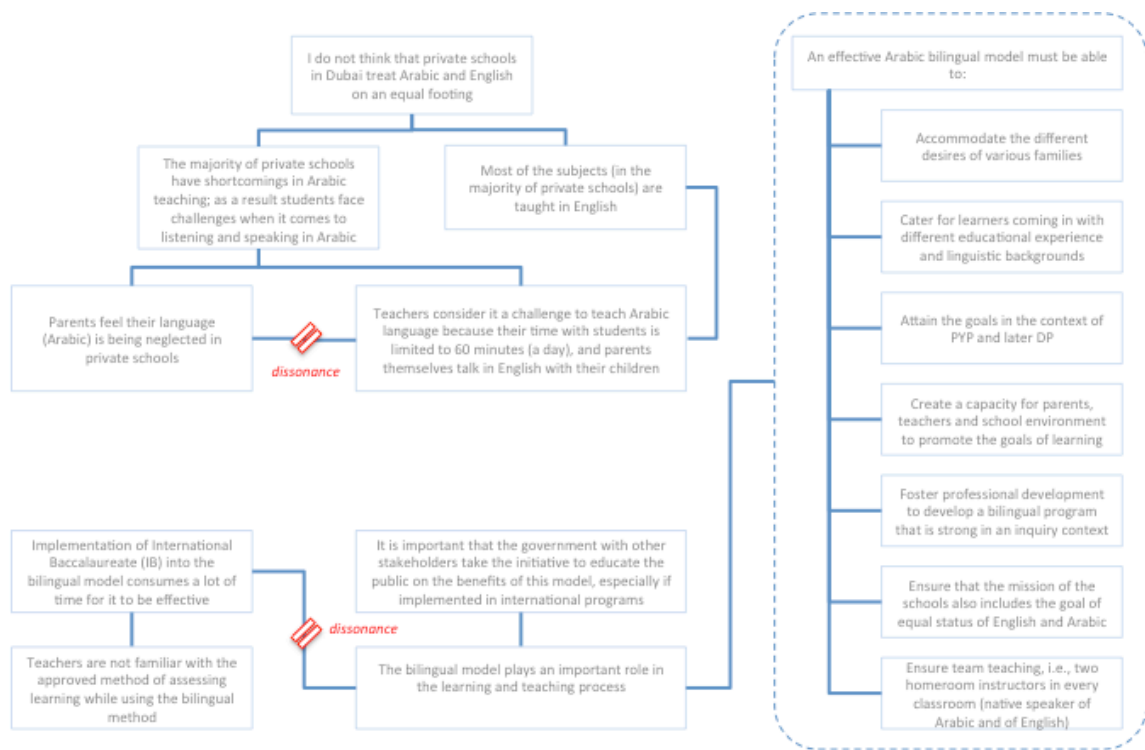 I do not think that private schools
in Dubai treat Arabic and English
on an equal footing
The majority of private schools
have shortcomings in Arabic
teaching; as a result students face
challenges when it comes to
listening and speaking in Arabic
Most of the subjects (in the
majority of private schools) are
taught in English
Parents feel their language
(Arabic) is being neglected in
private schools
dissonance
Teachers consider it a challenge to teach Arabic
language because their time with students is
limited to 60 minutes (a day), and parents
themselves talk in English with their children
Implementation of International
Baccalaureate (IB) into the
bilingual model consumes a lot of
time for it to be effective
It is important that the government with other
stakeholders take the initiative to educate the
public on the benefits of this model, especially if
implemented in international programs
dissonance
Teachers are not familiar with the
approved method of assessing
learning while using the bilingual
method
The bilingual model plays an important role in
the learning and teaching process
An effective Arabic bilingual model must be able
to:
Accommodate the different
desires of various families
Cater for learners coming in with
different educational experience
and linguistic backgrounds
Attain the goals in the context of
PYP and later DP
Create a capacity for parents,
teachers and school environment
to promote the goals of learning
Foster professional development
to develop a bilingual program
that is strong in an inquiry context
Ensure that the mission of the
schools also includes the goal of
equal status of English and Arabic
Ensure team teaching, i.e., two
homeroom instructors in every
classroom (native speaker of
Arabic and of English)